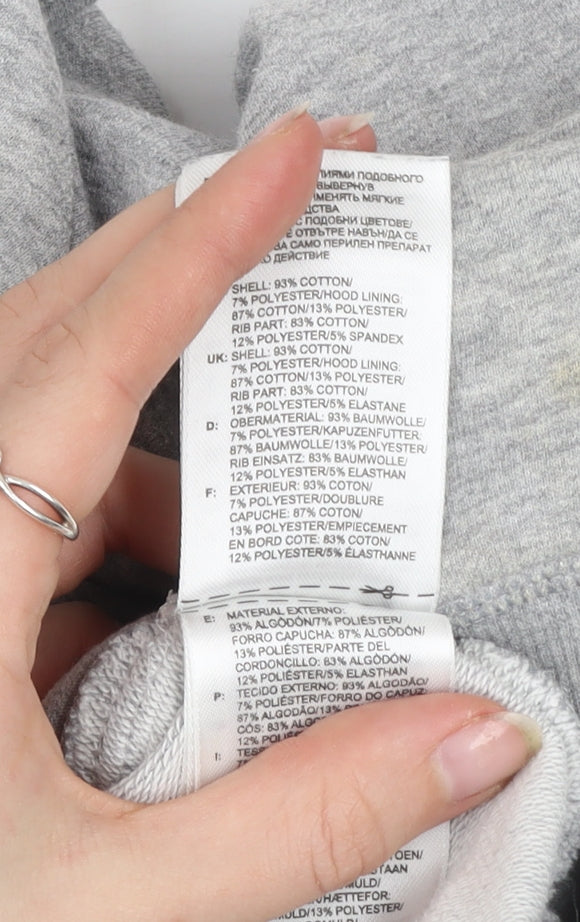 ПОДОБНОГО
ВЫВЕРНУВ
МЯГКИЕ
С ПОДОБНИ ЦВЕТОВЕ/
ОТВЪТРЕ НАВЪН/ДА СЕ
САМО ПЕРИЛЕН ПРЕПАРАТ
ДЕЙСТВИЕ
SHELL: 93% COTTON/
7% POLYESTER/HOOD LINING:
87% COTTON/13% POLYESTER/
RIB PART: 83% COTTON/
12% POLYESTER/5% SPANDEX
UK: SHELL: 93% COTTON/
7% POLYESTER/HOOD LINING:
87% COTTON/13% POLYESTER/
RIB PART: 83% COTTON/
12% POLYESTER/5% ELASTANE
D: OBERMATERIAL: 93% BAUMWOLLE/
7% POLYESTER/KAPUZENFUTTER:
87% BAUMWOLLE/13% POLYESTER/
RIB EINSATZ: 83% BAUMWOLLE/
12% POLYESTER/5% ELASTHAN
F: EXTERIEUR: 93% COTON/
7% POLYESTER/DOUBLURE
CAPUCHE: 87% COTON/
13% POLYESTER/EMPIECEMENT
EN BORD COTE: 83% COTON/
12% POLYESTER/5% ÉLASTHANNE
E: MATERIAL EXTERNO:
93% ALGODÓN/7% POLIÉSTER/
FORRO CAPUCHA: 87% ALGODÓN/
13% POLIÉSTER/PARTE DEL
CORDONCILLO: 83% ALGODÓN/
12% POLIÉSTER/5% ELASTHAN
P: TECIDO EXTERNO: 93% ALGODÃO/
7% POLIÉSTER/FORRO DO CAPUZ:
87% ALGODÃO/13%
CÓS: 83%
12%
I: